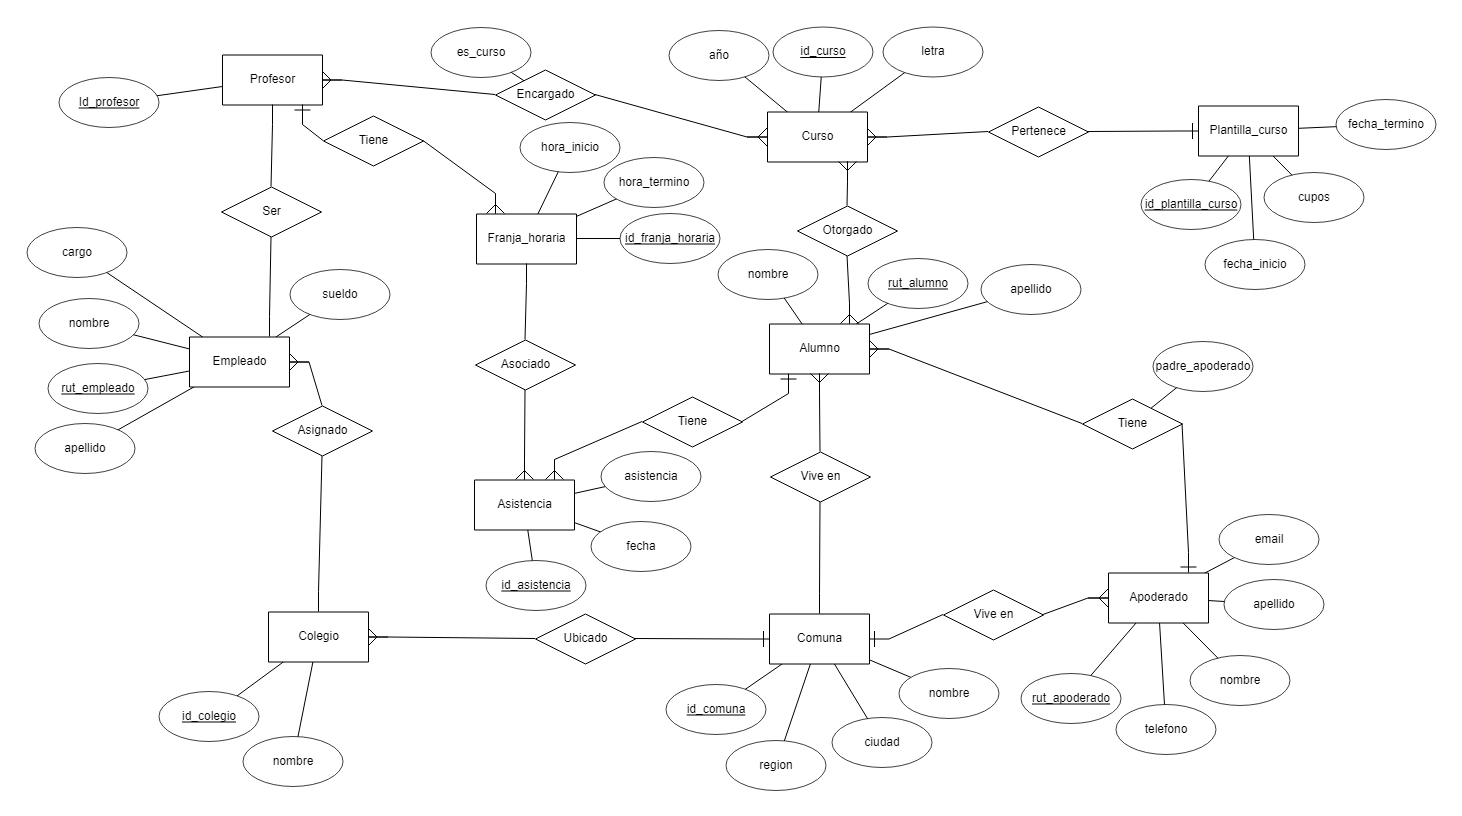 es_curso
año
id_curso
letra
Profesor
Id_profesor
Encargado
Tiene
hora_inicio
Curso
Pertenece
Plantilla_curso
fecha_termino
hora_termino
id_plantilla_curso
cupos
Ser
Franja_horaria
id_franja_horaria
Otorgado
fecha_inicio
cargo
sueldo
nombre
rut_alumno
apellido
nombre
Empleado
rut_empleado
apellido
Asociado
Alumno
padre_apoderado
Asignado
Tiene
Tiene
asistencia
Vive en
Asistencia
fecha
id_asistencia
email
Apoderado
apellido
Colegio
Ubicado
Comuna
Vive en
id_colegio
nombre
id_comuna
region
ciudad
nombre
rut_apoderado
telefono
nombre